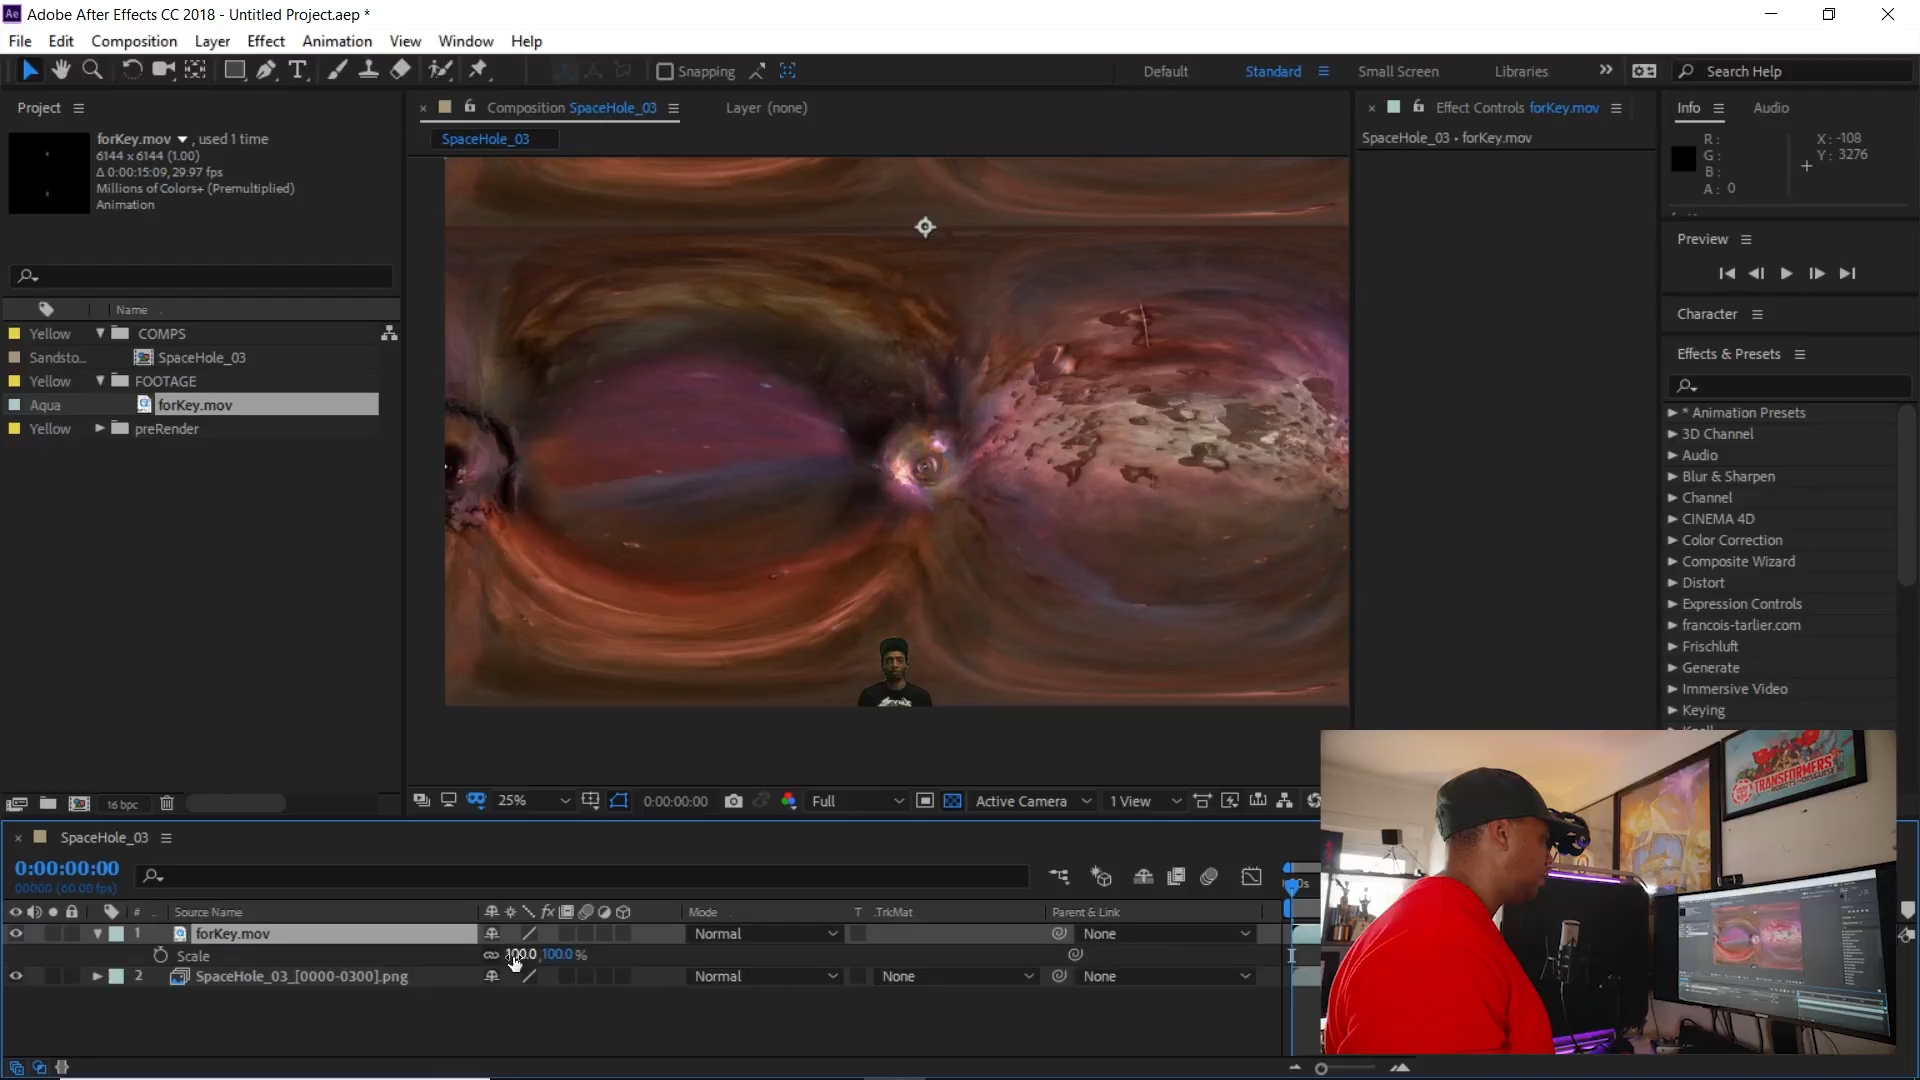 Adobe After Effects CC 2018 - Untitled Project.aep *
File Edit Composition Layer Effect Animation View Window Help
Snapping
Default Standard Small Screen Libraries
Search Help
Project
Composition SpaceHole_03
Layer (none)
Effect Controls forKey.mov
Info Audio
forKey.mov , used 1 time
6144 x 6144 (1.00)
Δ 0:00:15:09, 29.97 fps
Millions of Colors+ (Premultiplied)
Animation
SpaceHole_03
SpaceHole_03 • forKey.mov
R :
G :
B :
A : 0
X : -108
Y : 3276
Preview
Character
Effects & Presets
Name
Yellow COMPS
Sandsto... SpaceHole_03
Yellow FOOTAGE
Aqua forKey.mov
Yellow preRender
* Animation Presets
3D Channel
Audio
Blur & Sharpen
Channel
CINEMA 4D
Color Correction
Composite Wizard
Distort
Expression Controls
francois-tarlier.com
Frischluft
Generate
Immersive Video
Keying
16 bpc
25% 0:00:00:00 Full Active Camera 1 View
SpaceHole_03
0:00:00:00
00000 (60.00 fps)
# Source Name Mode T .TrkMat Parent & Link
1 forKey.mov Normal None
Scale 100.0, 100.0 %
2 SpaceHole_03_[0000-0300].png Normal None None
TRANSFORMERS